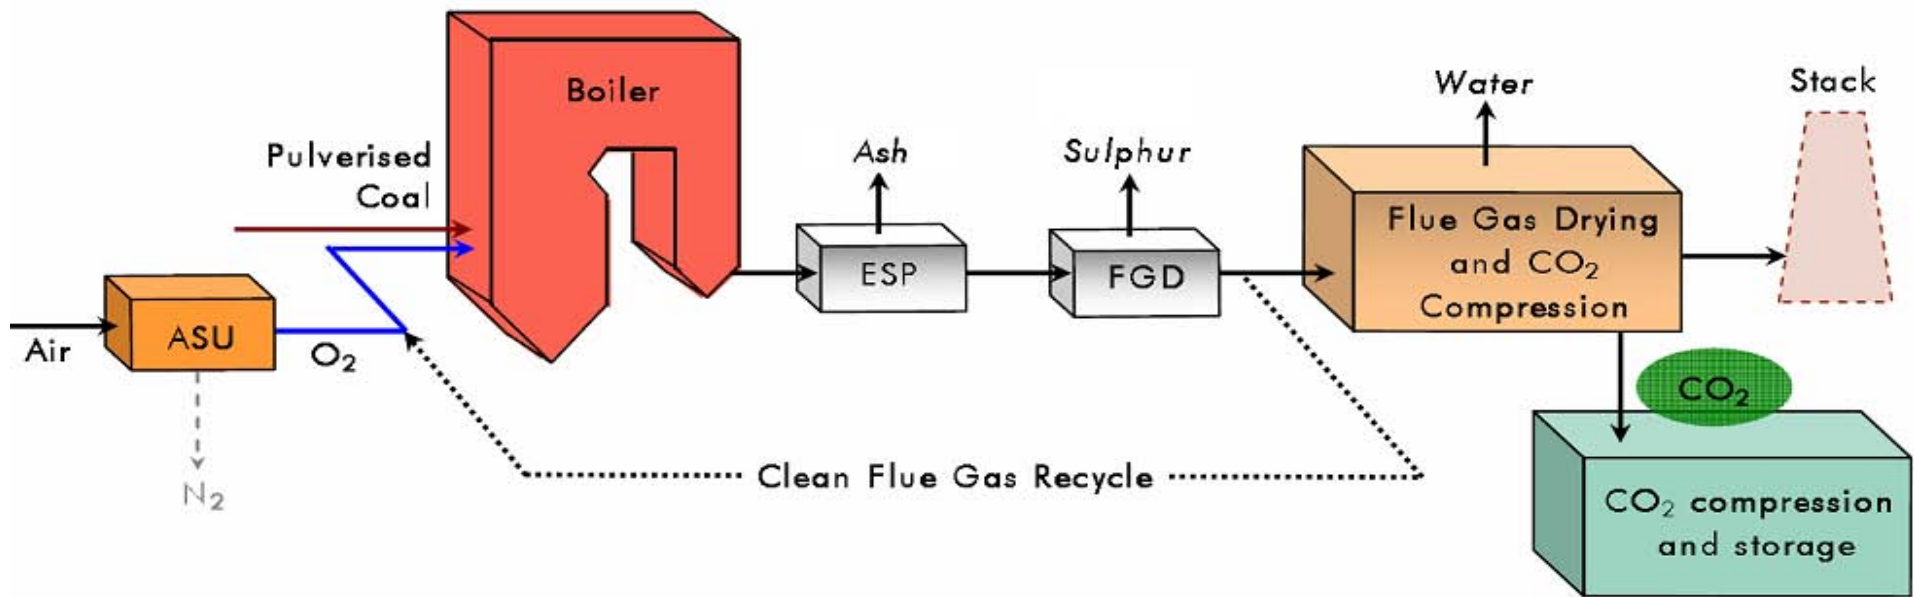 Boiler
Pulverised
Coal
Air
ASU
O₂
N₂
Ash
ESP
Sulphur
FGD
Clean Flue Gas Recycle
Water
Flue Gas Drying
and CO₂
Compression
Stack
CO₂
CO₂ compression
and storage